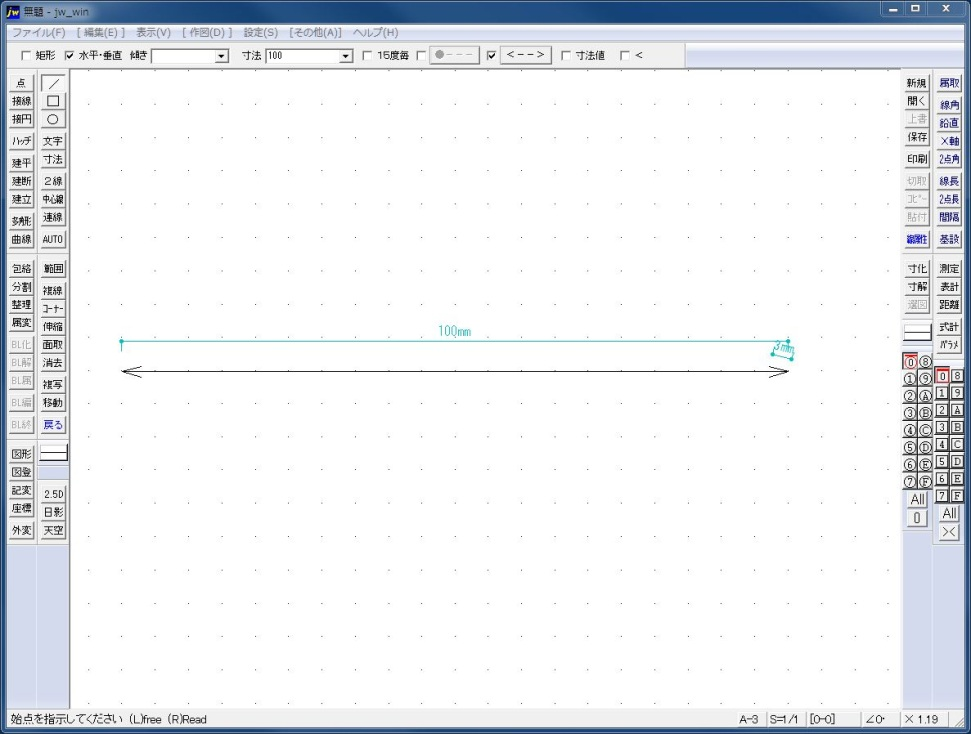 無題 - jw_win
ファイル(F) [ 編集(E) ] 表示(V) [ 作図(D) ] 設定(S) [その他(A)] ヘルプ(H)
矩形 水平・垂直 傾き 寸法 100 15度毎 ●--- <--> 寸法値 <
点
接線
接円
ハッチ
建平
建断
建立
多角形
曲線
包絡
分割
整理
属変
BL化
BL解
BL属
BL編
BL終
図形
図登
記変
座標
外変
／
□
○
文字
寸法
2線
中心線
連線
AUTO
範囲
複線
コーナー
伸縮
面取
消去
複写
移動
戻る
2.5D
日影
天空
100mm
3mm
新規
開く
上書
保存
印刷
切取
コピー
貼付
線属性
寸化
寸解
選図
0 8
1 9
2 A
3 B
4 C
5 D
6 E
7 F
All
0
属取
線角
鉛直
X軸
2点角
線長
2点長
間隔
基設
測定
表計
距離
式計
パラメ
0 8
1 9
2 A
3 B
4 C
5 D
6 E
7 F
All
×
始点を指示してください (L)free (R)Read
A-3 S=1/1 [0-0] ∠0° × 1.19